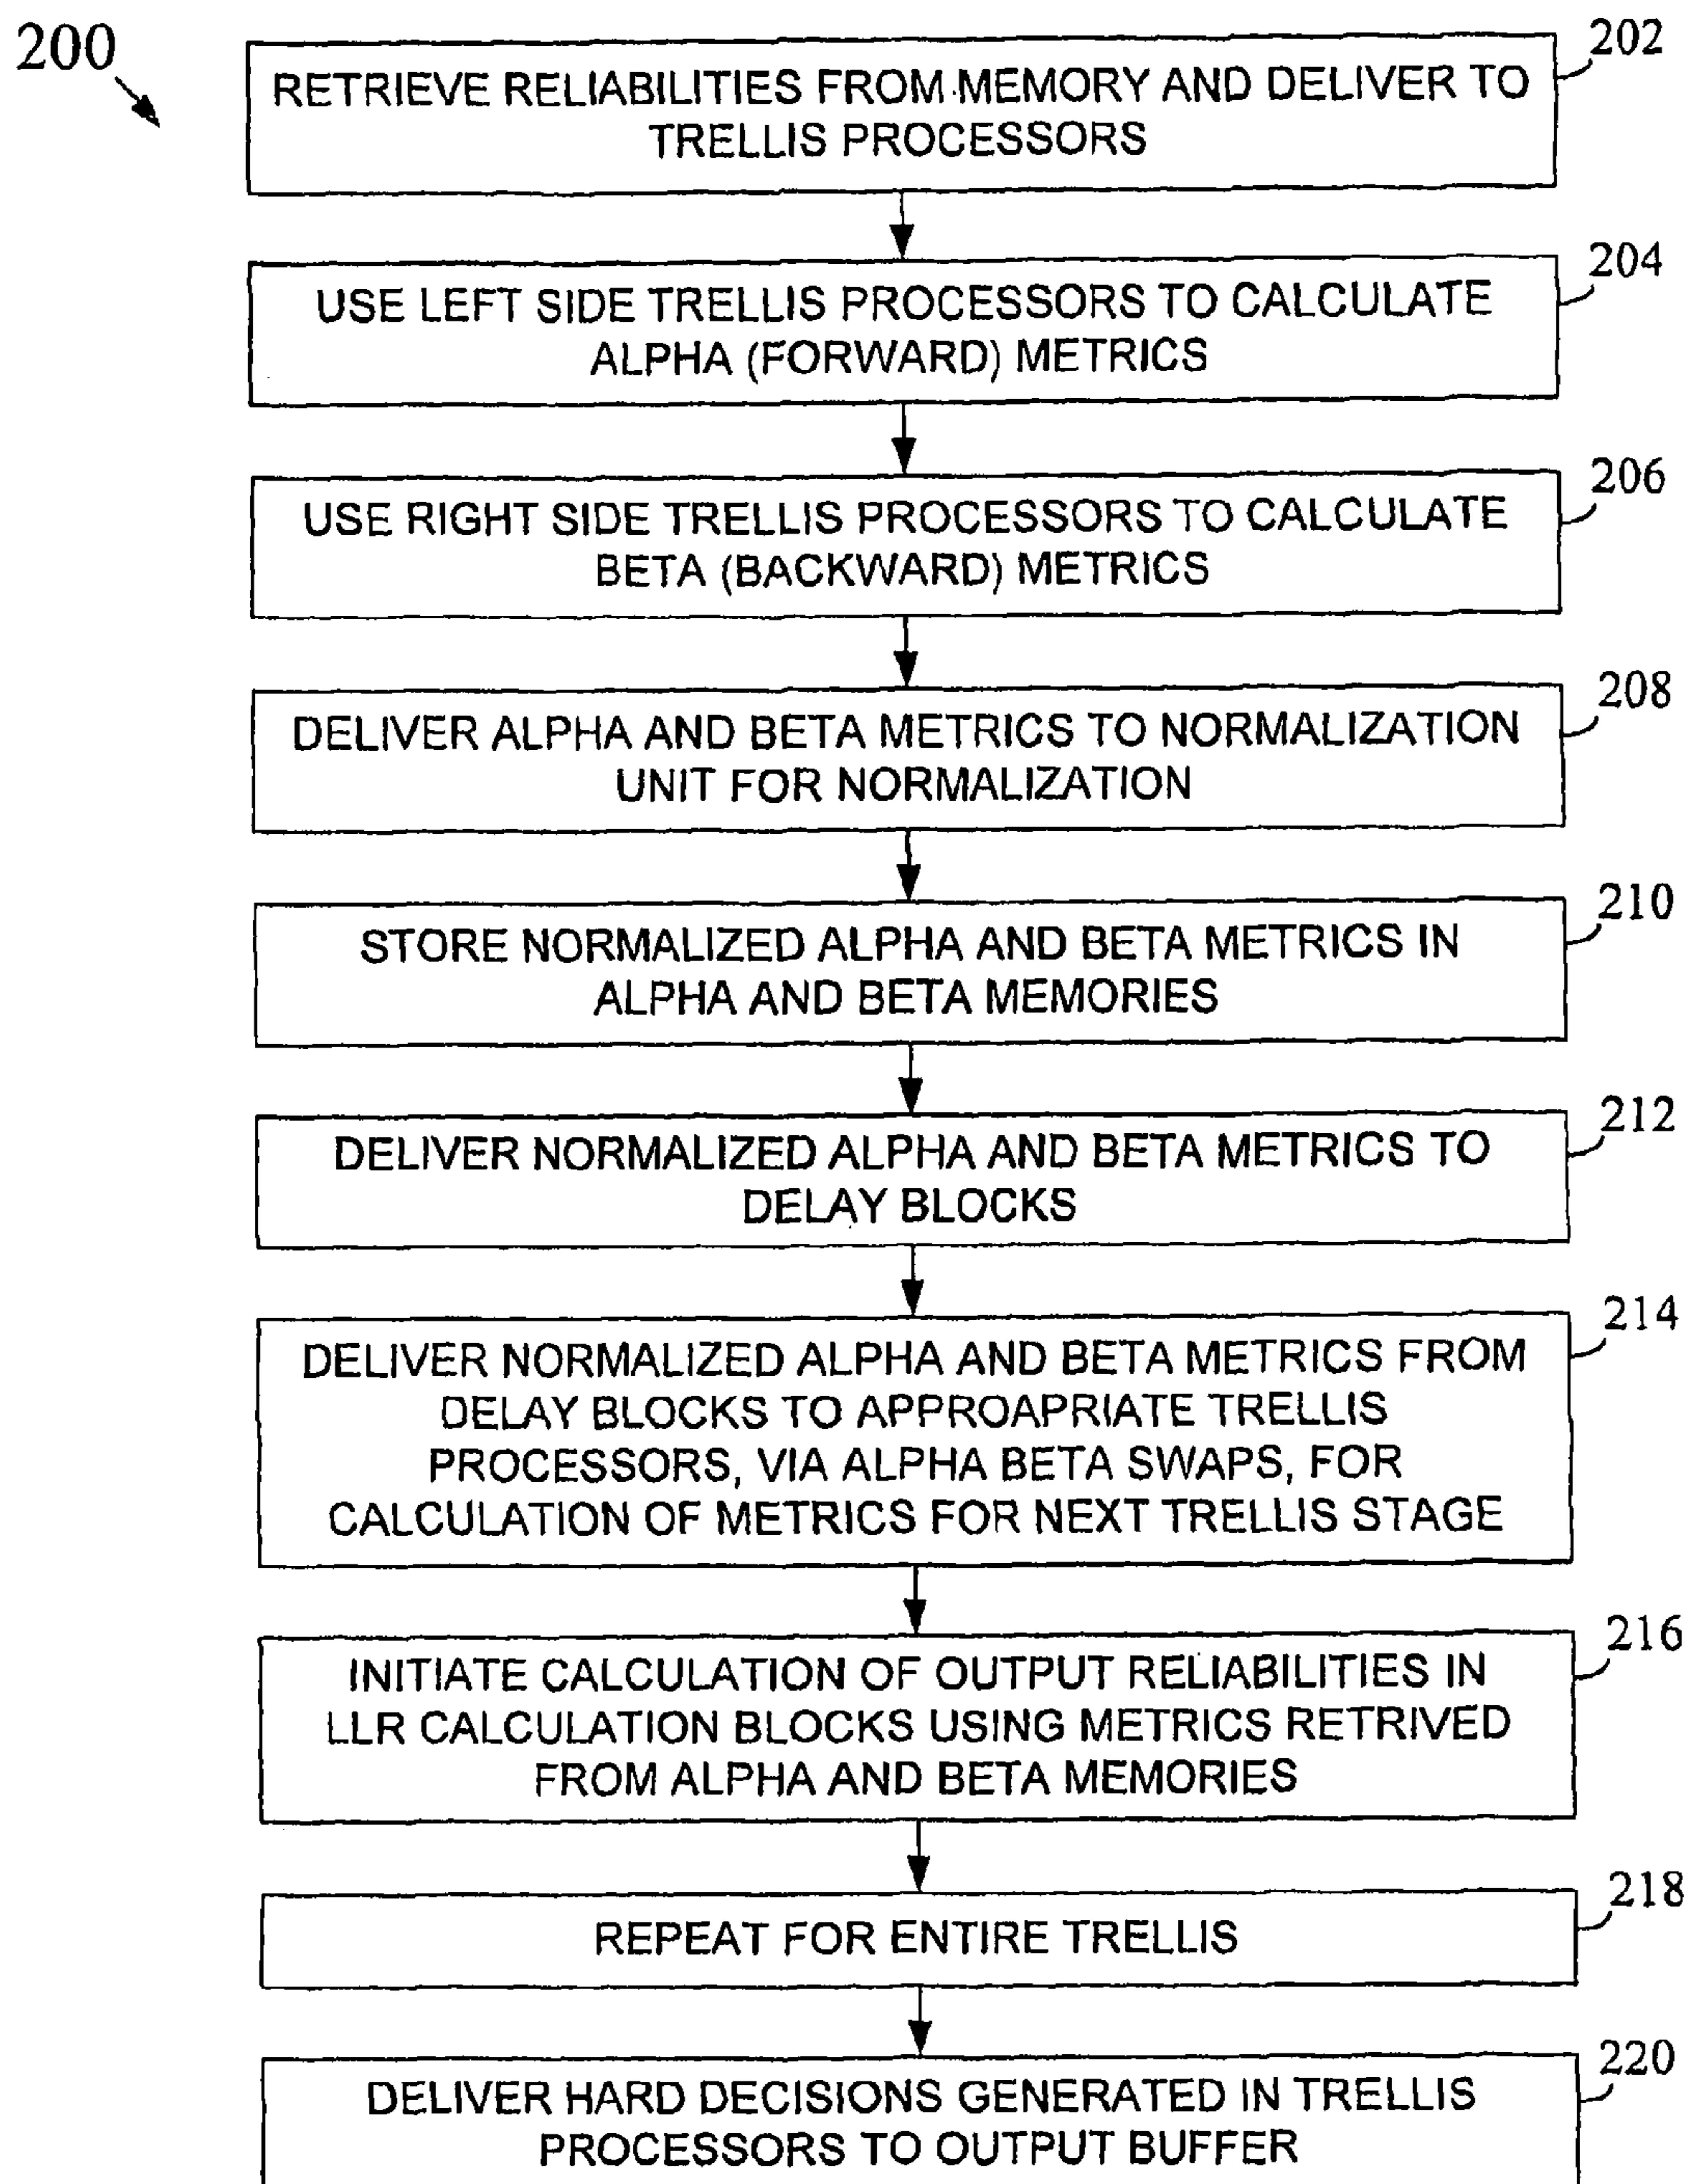 200
202
RETRIEVE RELIABILITIES FROM MEMORY AND DELIVER TO
TRELLIS PROCESSORS
204
USE LEFT SIDE TRELLIS PROCESSORS TO CALCULATE
ALPHA (FORWARD) METRICS
206
USE RIGHT SIDE TRELLIS PROCESSORS TO CALCULATE
BETA (BACKWARD) METRICS
208
DELIVER ALPHA AND BETA METRICS TO NORMALIZATION
UNIT FOR NORMALIZATION
210
STORE NORMALIZED ALPHA AND BETA METRICS IN
ALPHA AND BETA MEMORIES
212
DELIVER NORMALIZED ALPHA AND BETA METRICS TO
DELAY BLOCKS
214
DELIVER NORMALIZED ALPHA AND BETA METRICS FROM
DELAY BLOCKS TO APPROAPRIATE TRELLIS
PROCESSORS, VIA ALPHA BETA SWAPS, FOR
CALCULATION OF METRICS FOR NEXT TRELLIS STAGE
216
INITIATE CALCULATION OF OUTPUT RELIABILITIES IN
LLR CALCULATION BLOCKS USING METRICS RETRIVED
FROM ALPHA AND BETA MEMORIES
218
REPEAT FOR ENTIRE TRELLIS
220
DELIVER HARD DECISIONS GENERATED IN TRELLIS
PROCESSORS TO OUTPUT BUFFER